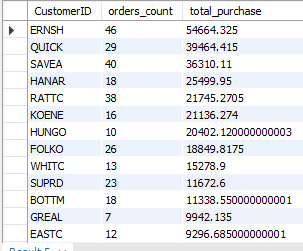 CustomerID orders_count total_purchase
ERNSH 46 54664.325
QUICK 29 39464.415
SAVEA 40 36310.11
HANAR 18 25499.95
RATTC 38 21745.2705
KOENE 16 21136.274
HUNGO 10 20402.120000000003
FOLKO 26 18849.8175
WHITC 13 15278.9
SUPRD 23 11672.6
BOTTM 18 11338.550000000001
GREAL 7 9942.135
EASTC 12 9296.685000000001